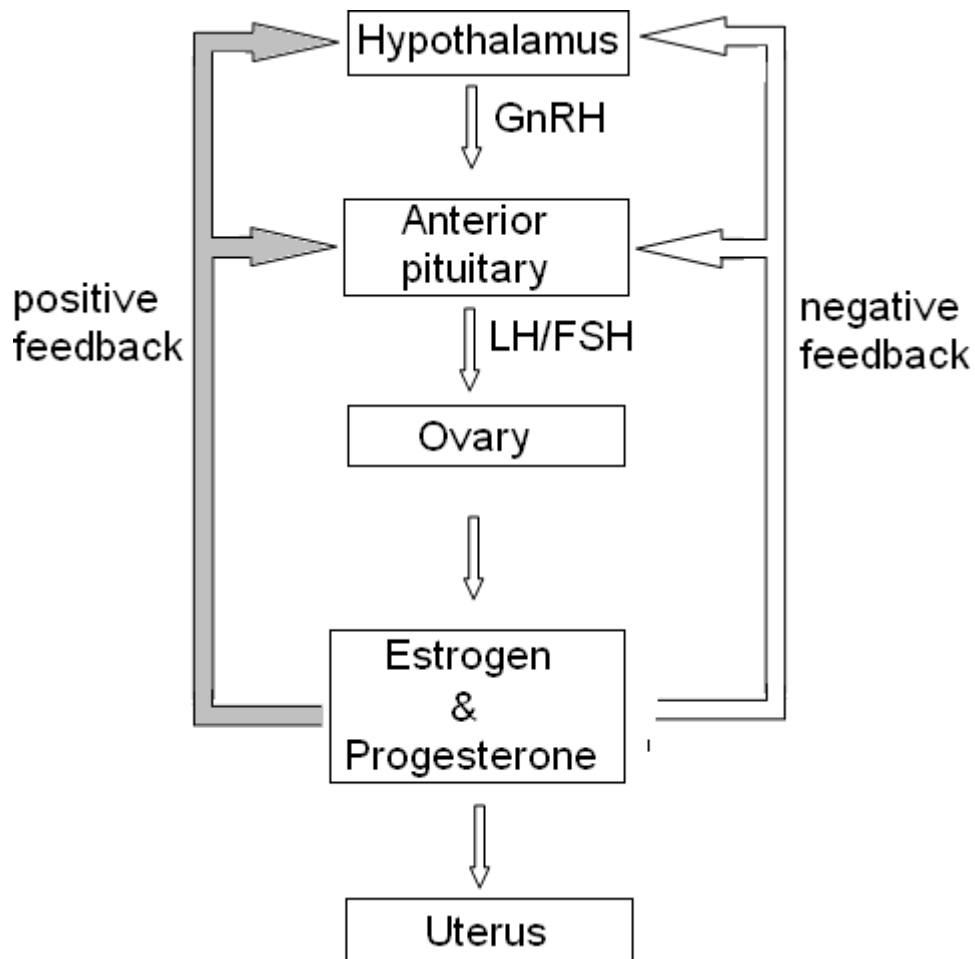 Hypothalamus
GnRH
Anterior
pituitary
positive
feedback
negative
feedback
LH/FSH
Ovary
Estrogen
&
Progesterone
Uterus